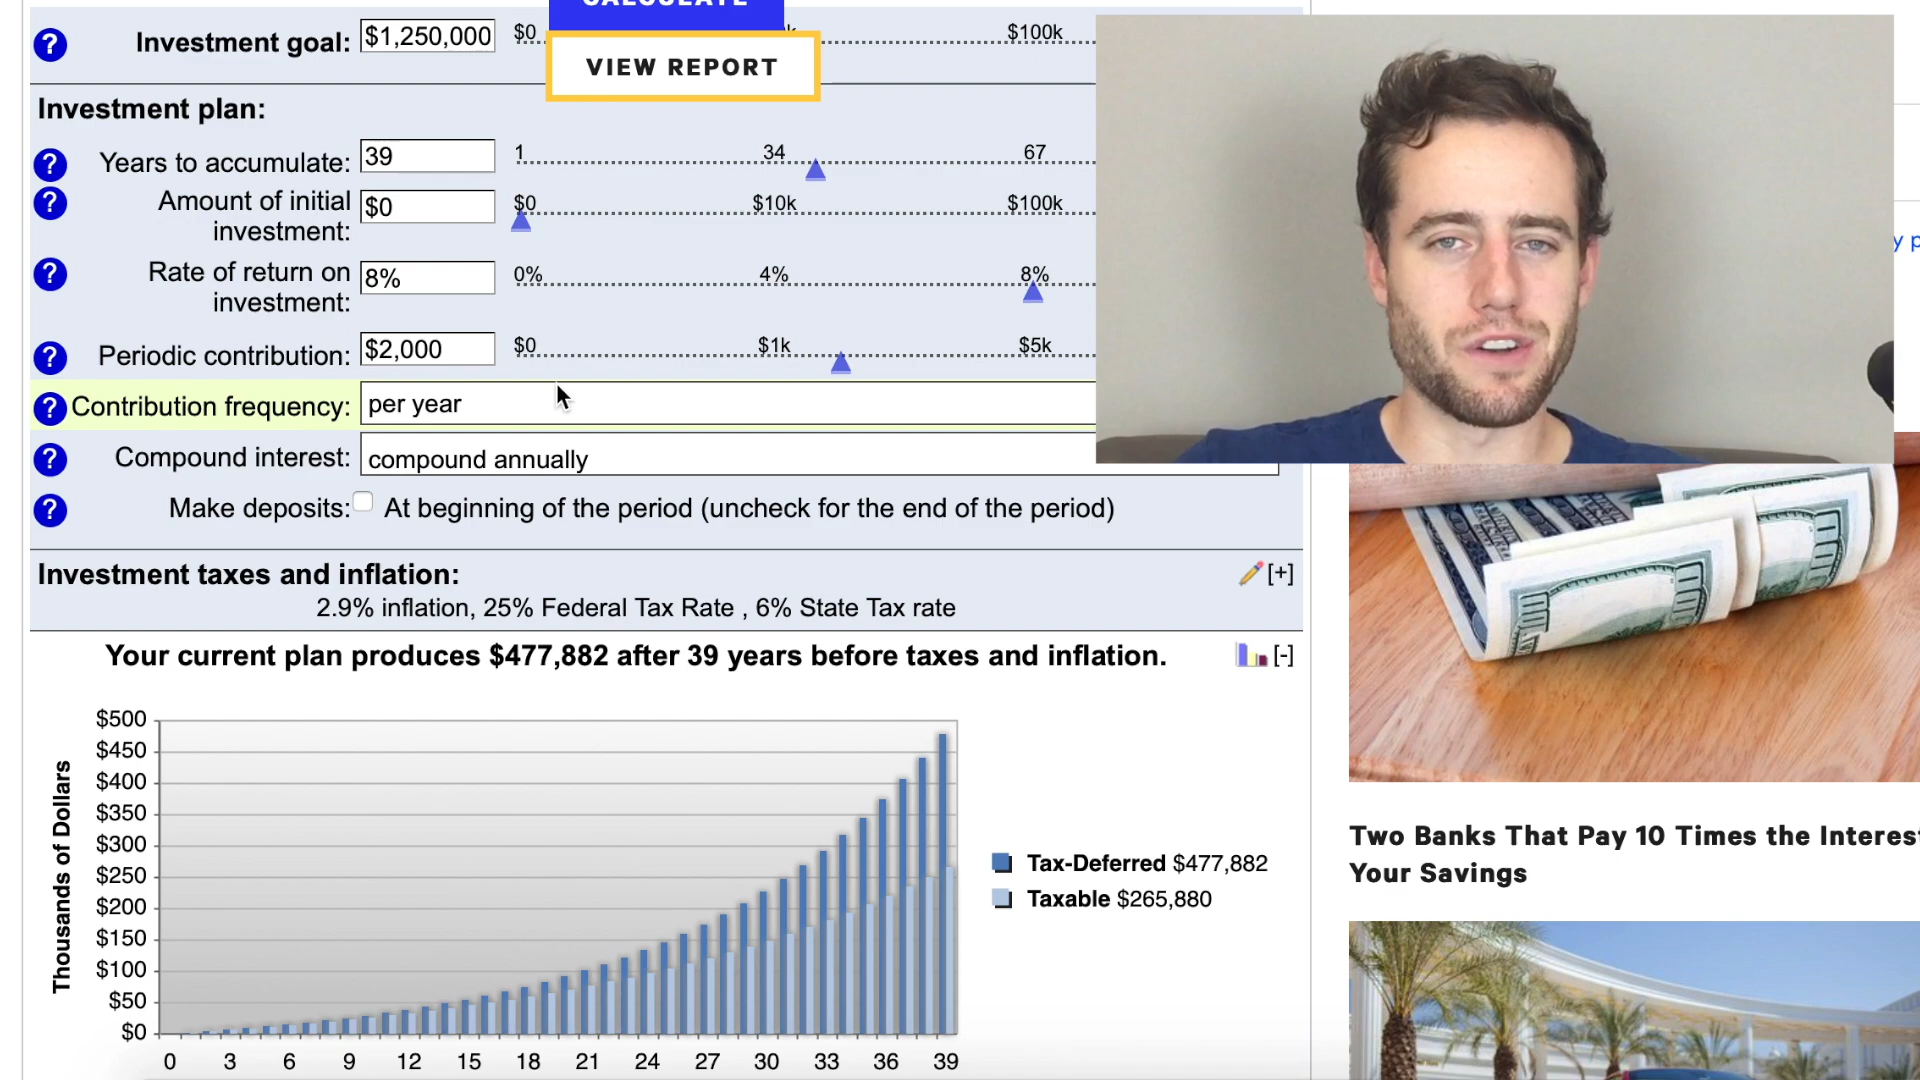 CALCULATE
? Investment goal: $1,250,000 $0 $100k
VIEW REPORT
Investment plan:
? Years to accumulate: 39 1 34 67
? Amount of initial investment: $0 $0 $10k $100k
? Rate of return on investment: 8% 0% 4% 8%
? Periodic contribution: $2,000 $0 $1k $5k
? Contribution frequency: per year
? Compound interest: compound annually
? Make deposits: At beginning of the period (uncheck for the end of the period)
Investment taxes and inflation: [+]
2.9% inflation, 25% Federal Tax Rate , 6% State Tax rate
Your current plan produces $477,882 after 39 years before taxes and inflation. [-]
Thousands of Dollars
$500
$450
$400
$350
$300
$250
$200
$150
$100
$50
$0
0 3 6 9 12 15 18 21 24 27 30 33 36 39
Tax-Deferred $477,882
Taxable $265,880
Two Banks That Pay 10 Times the Interest
Your Savings